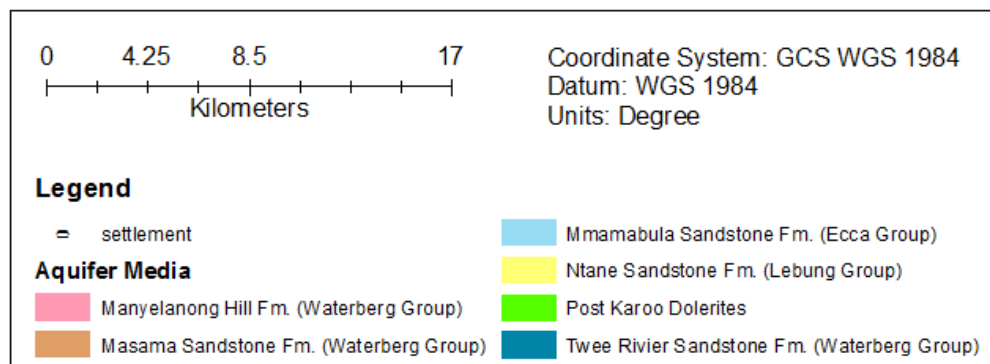 0 4.25 8.5 17
Kilometers
Coordinate System: GCS WGS 1984
Datum: WGS 1984
Units: Degree
Legend
settlement
Aquifer Media
Manyelanong Hill Fm. (Waterberg Group)
Masama Sandstone Fm. (Waterberg Group)
Mmamabula Sandstone Fm. (Ecca Group)
Ntane Sandstone Fm. (Lebung Group)
Post Karoo Dolerites
Twee Rivier Sandstone Fm. (Waterberg Group)